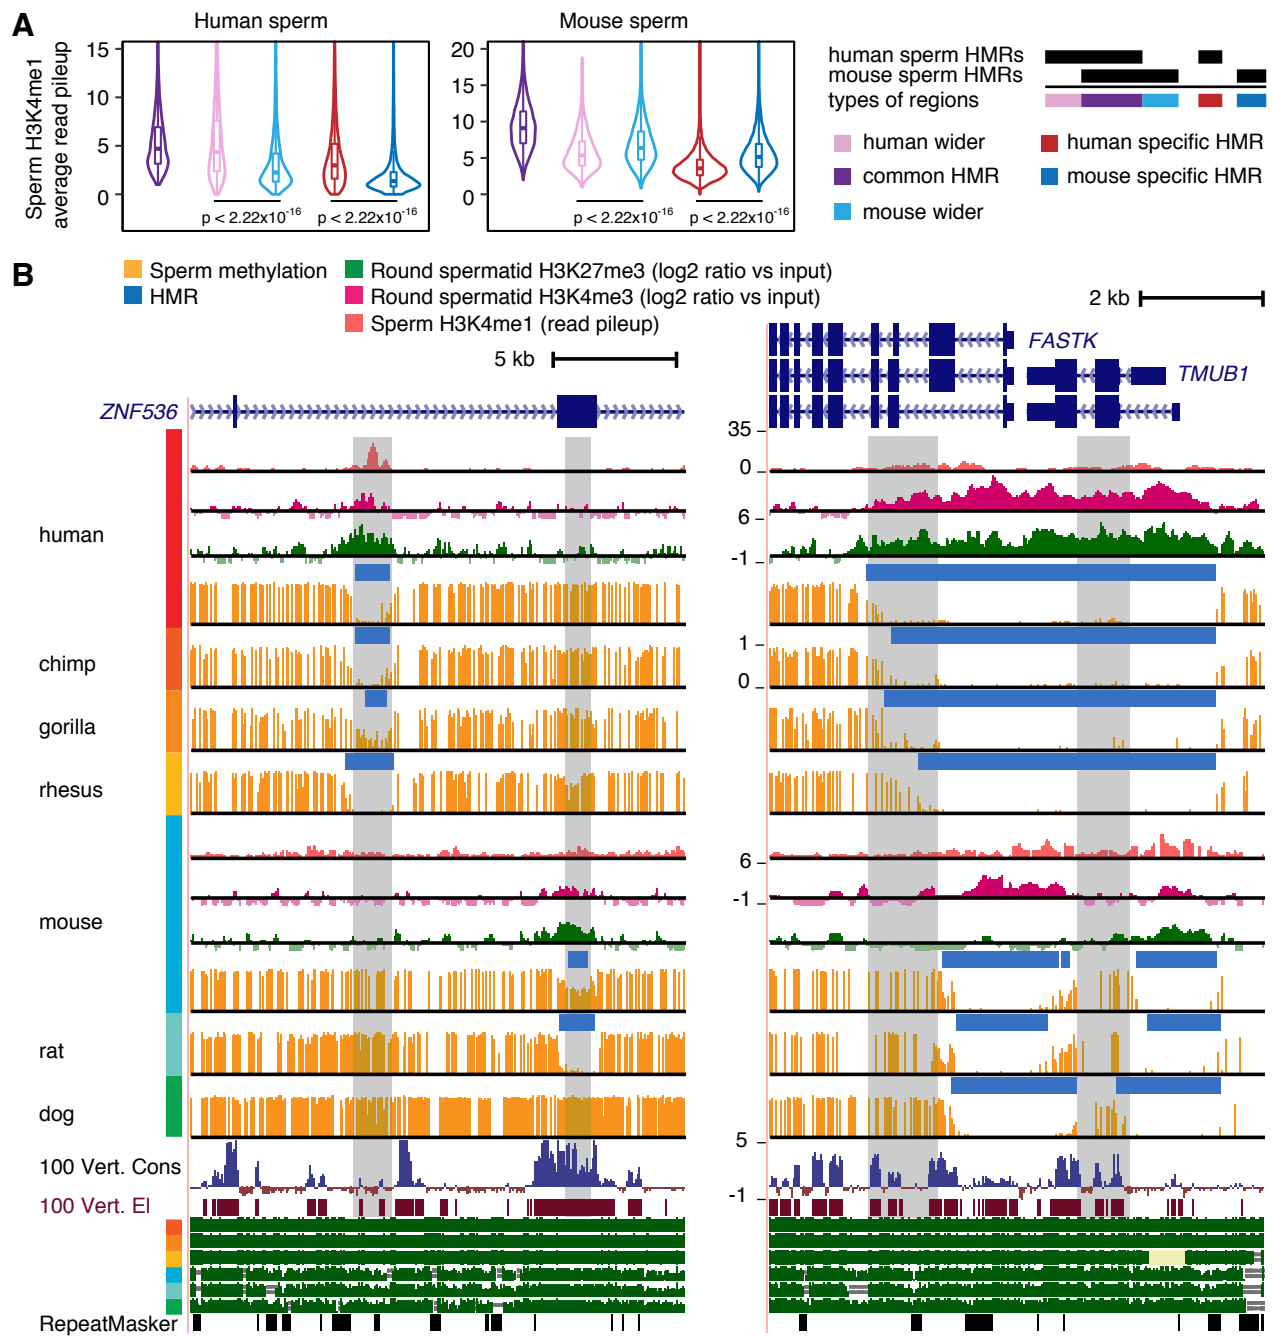 A
Human sperm
Mouse sperm
Sperm H3K4me1
average read pileup
15
10
5
0
p < 2.22x10-16
p < 2.22x10-16
20
15
10
5
0
p < 2.22x10-16
p < 2.22x10-16
human sperm HMRs
mouse sperm HMRs
types of regions
human wider
human specific HMR
common HMR
mouse specific HMR
mouse wider
B
Sperm methylation
Round spermatid H3K27me3 (log2 ratio vs input)
HMR
Round spermatid H3K4me3 (log2 ratio vs input)
Sperm H3K4me1 (read pileup)
2 kb
5 kb
FASTK
TMUB1
ZNF536
35
0
human
6
-1
chimp
1
0
gorilla
rhesus
6
-1
mouse
rat
dog
5
100 Vert. Cons
-1
100 Vert. El
RepeatMasker